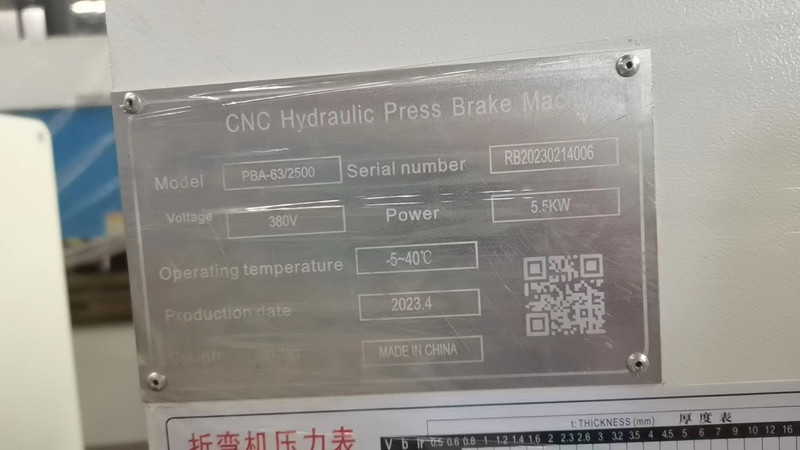 CNC Hydraulic Press Brake
Model PBA-63/2500 Serial number RB20230214006
Voltage 380V Power 5.5KW
Operating temperature -5~40℃
Production date 2023.4
MADE IN CHINA
t:THICKNESS(mm) 厚度表
折弯机压力表 V b ir 0.5 0.6 0.8 1 1.2 1.4 1.6 2 2.3 2.6 3 3.2 3.5 4 4.5 5 6 7 8 9 10 12 16